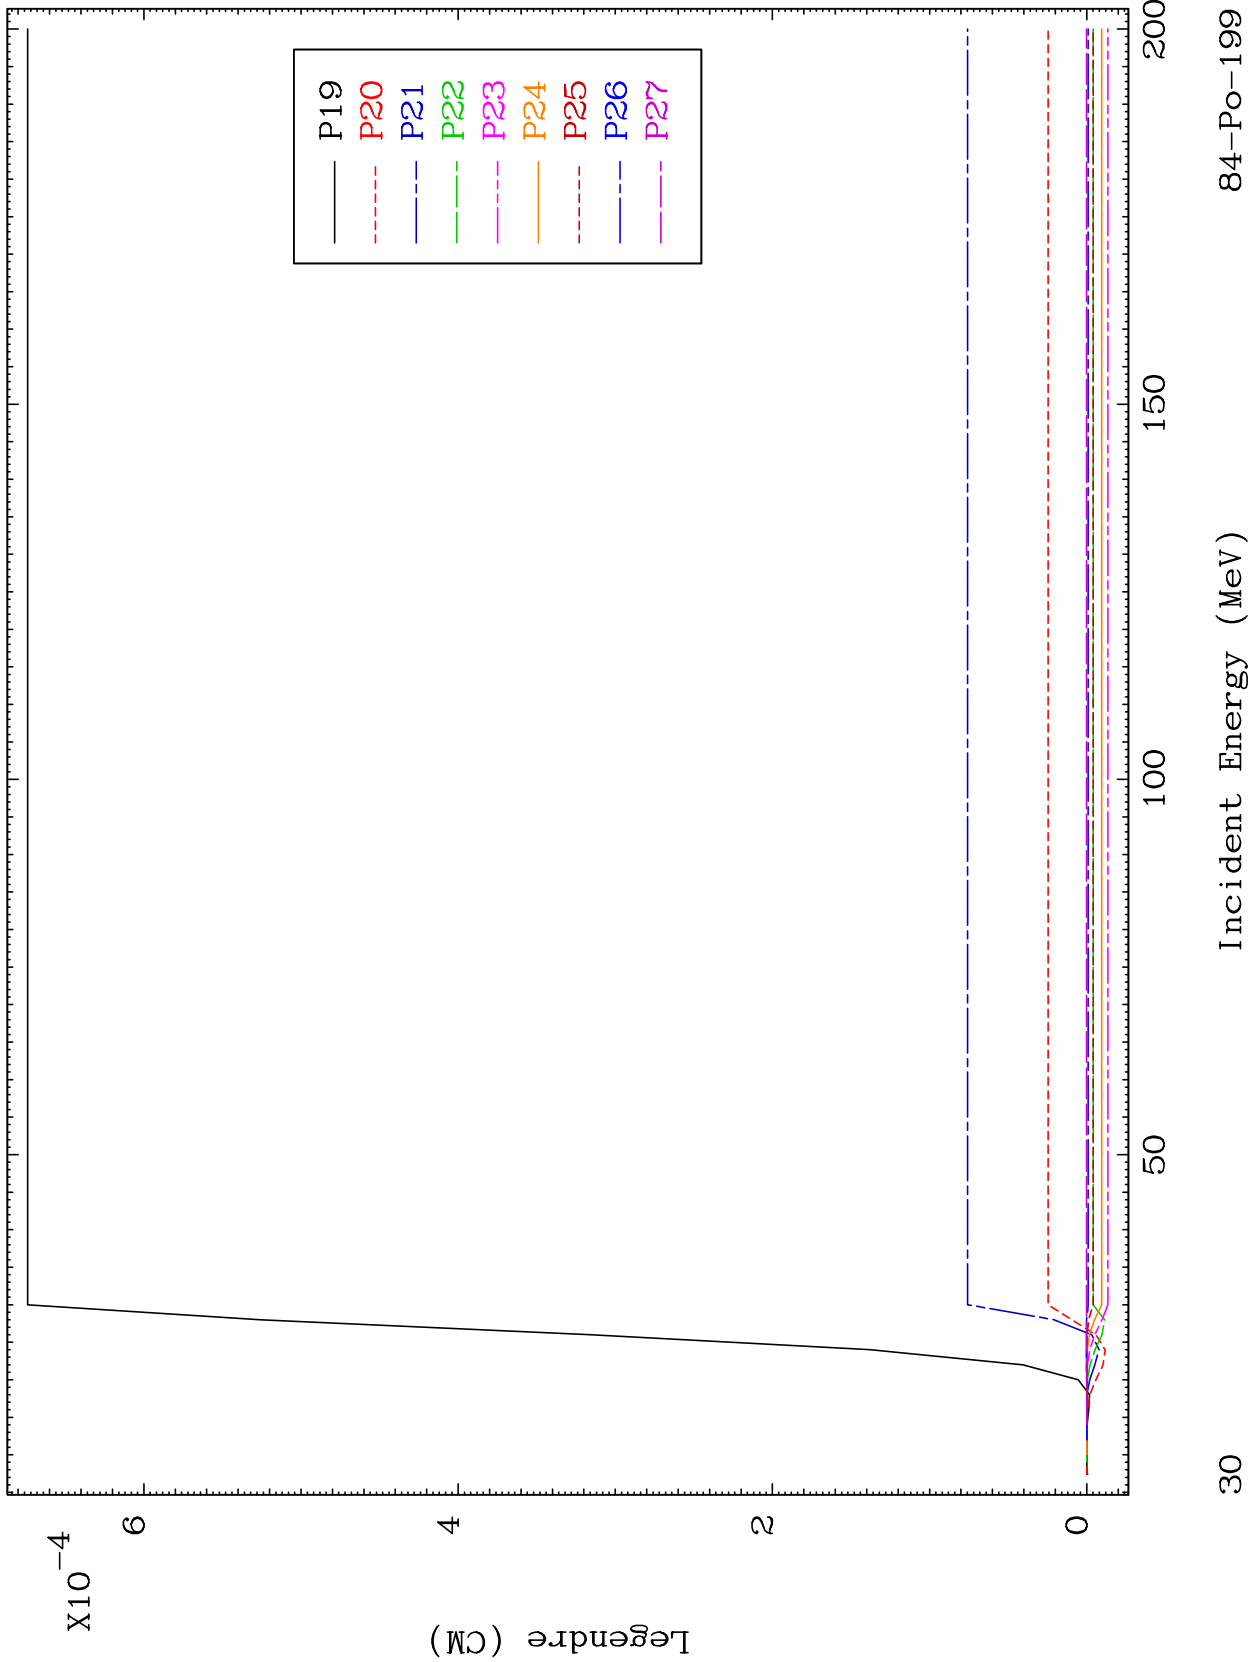 X10
-4
6
4
2
0
Legendre (CM)
P19
P20
P21
P22
P23
P24
P25
P26
P27
50
100
150
200
Incident Energy (MeV)
30
84-Po-199